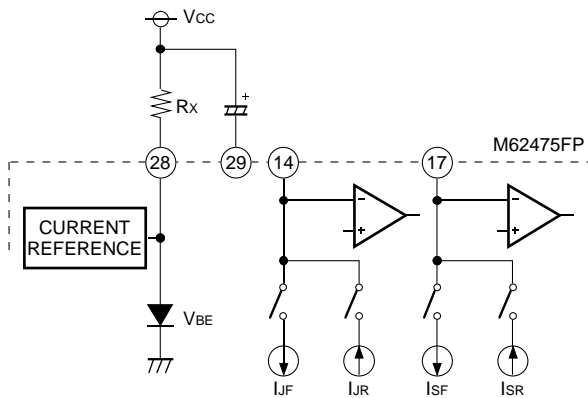 VCC
+
RX
M62475FP
28
29
14
17
CURRENT
REFERENCE
−
+
−
+
VBE
IJF
IJR
ISF
ISR